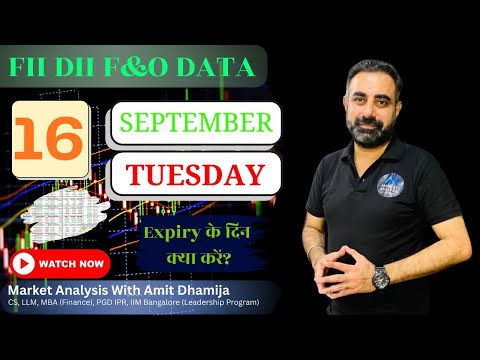 FII DII F&O DATA
16
SEPTEMBER
TUESDAY
Expiry के दिन
क्या करें?
WATCH NOW
Market Analysis With Amit Dhamija
CS, LLM, MBA (Finance), PGD IPR, IIM Bangalore (Leadership Program)